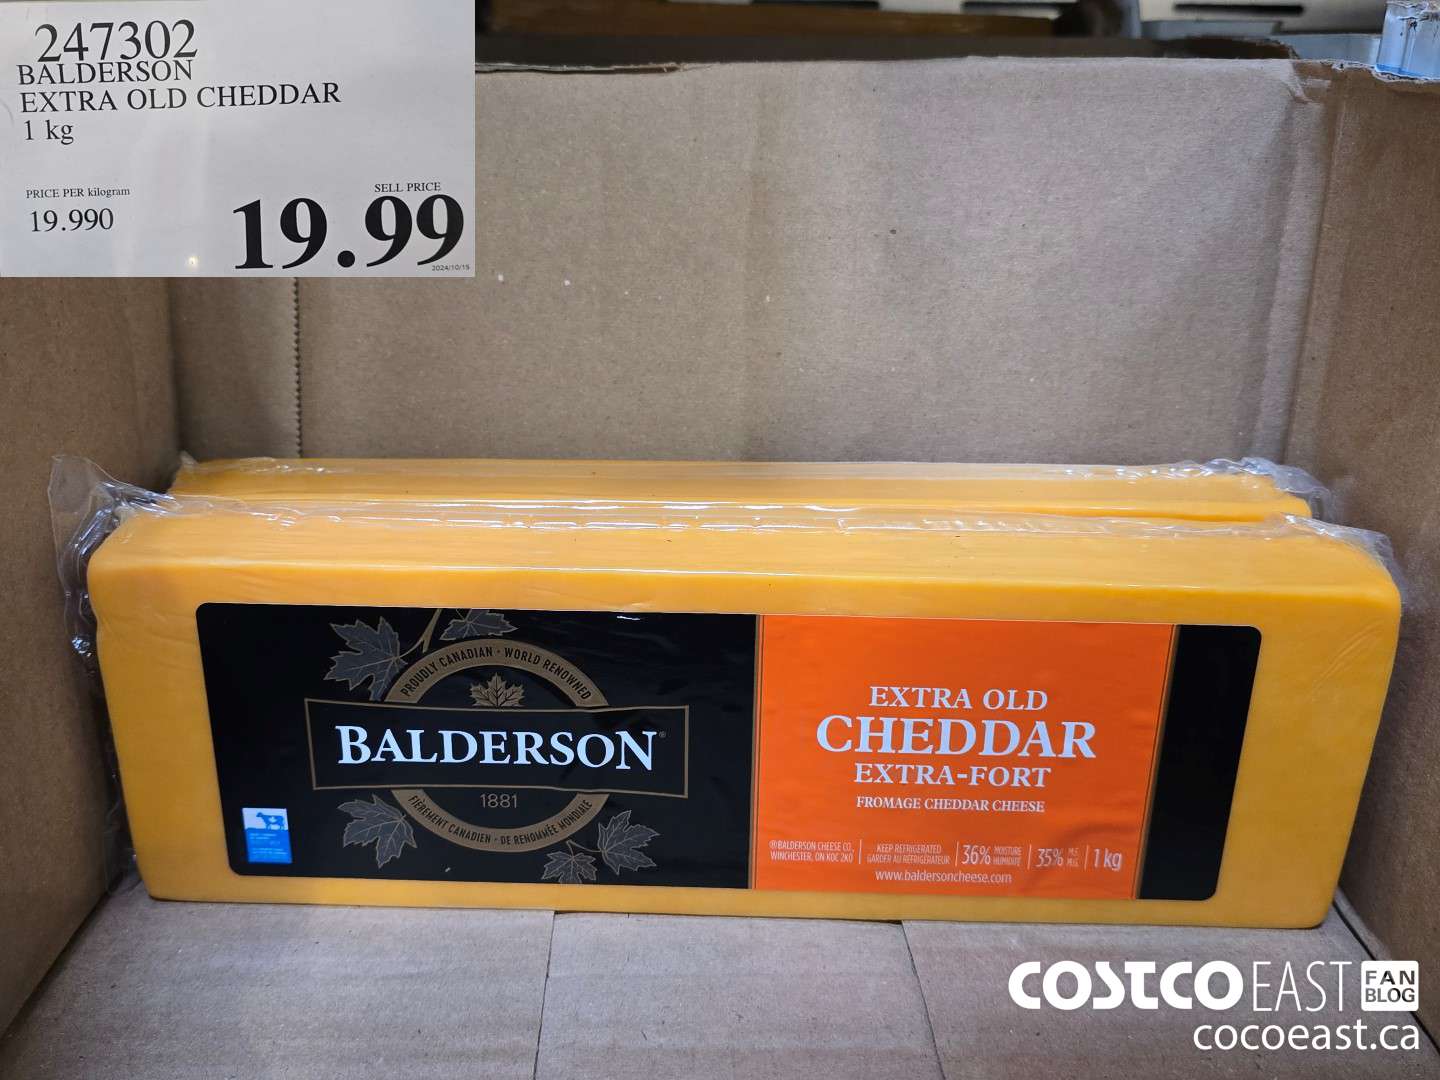 247302
BALDERSON
EXTRA OLD CHEDDAR
1 kg
PRICE PER kilogram
19.990
SELL PRICE
19.99
2024/10/15
PROUDLY CANADIAN · WORLD RENOWNED
BALDERSON®
1881
FIÈREMENT CANADIEN · DE RENOMMÉE MONDIALE
EXTRA OLD
CHEDDAR
EXTRA-FORT
FROMAGE CHEDDAR CHEESE
® BALDERSON CHEESE CO.,
WINCHESTER, ON K0C 2K0
KEEP REFRIGERATED
GARDER AU RÉFRIGÉRATEUR
36% MOISTURE
HUMIDITÉ
35% M.F.
M.G.
1 kg
www.baldersoncheese.com
COSTCO EAST FAN BLOG
cocoeast.ca